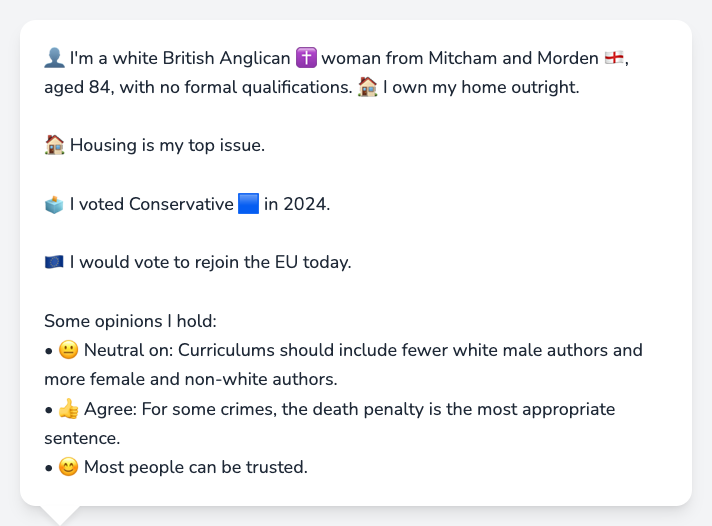 👤 I'm a white British Anglican ✝️ woman from Mitcham and Morden 🏴󠁧󠁢󠁥󠁮󠁧󠁿,
aged 84, with no formal qualifications. 🏠 I own my home outright.
🏠 Housing is my top issue.
🗳️ I voted Conservative 🟦 in 2024.
🇪🇺 I would vote to rejoin the EU today.
Some opinions I hold:
• 😐 Neutral on: Curriculums should include fewer white male authors and
more female and non-white authors.
• 👍 Agree: For some crimes, the death penalty is the most appropriate
sentence.
• 😊 Most people can be trusted.